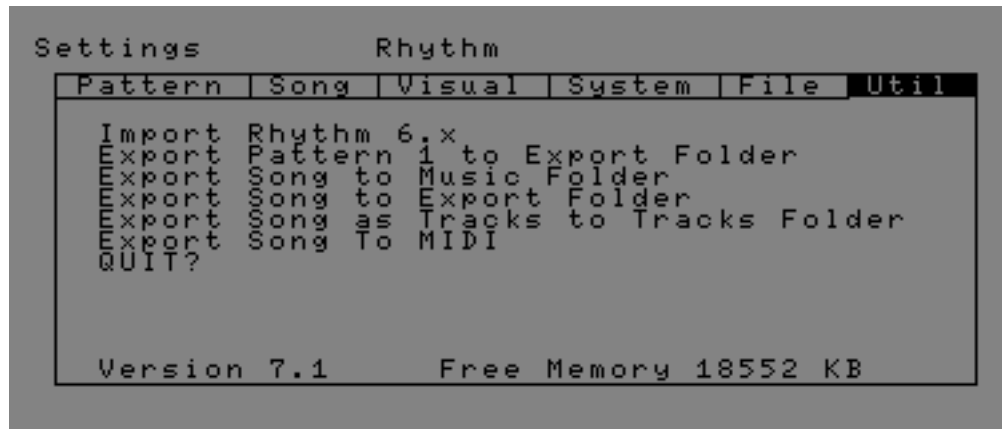 Settings Rhythm
Pattern Song Visual System File Util
Import Rhythm 6.x
Export Pattern 1 to Export Folder
Export Song to Music Folder
Export Song to Export Folder
Export Song as Tracks to Tracks Folder
Export Song To MIDI
QUIT?
Version 7.1 Free Memory 18552 KB